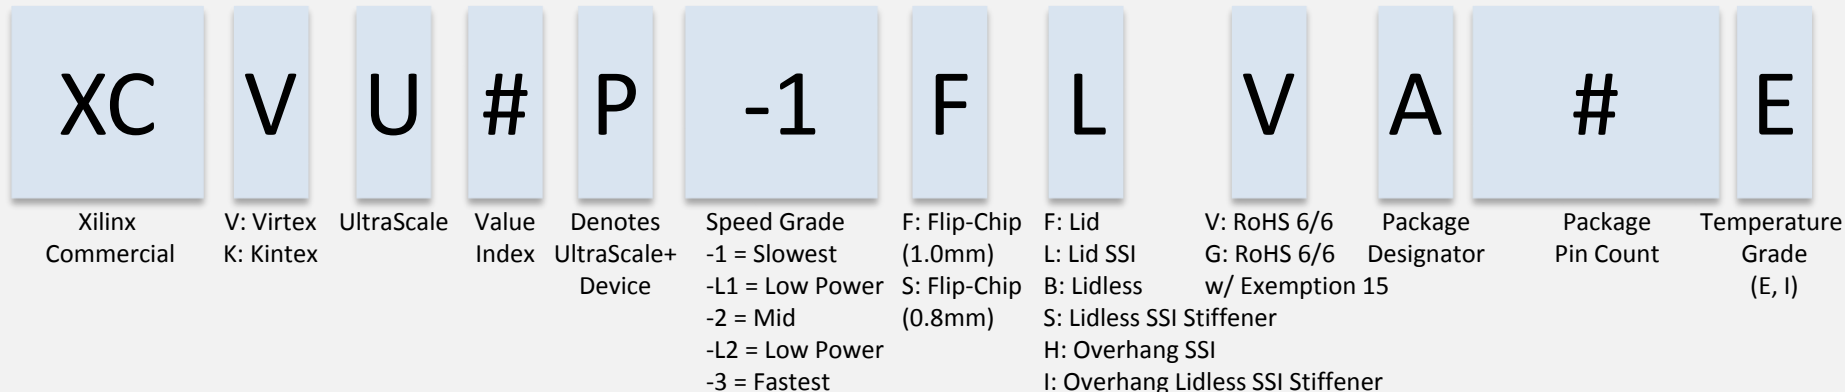 XC V U # P -1 F L V A # E
Xilinx
Commercial
V: Virtex
K: Kintex
UltraScale
Value
Index
Denotes
UltraScale+
Device
Speed Grade
-1 = Slowest
-L1 = Low Power
-2 = Mid
-L2 = Low Power
-3 = Fastest
F: Flip-Chip
(1.0mm)
S: Flip-Chip
(0.8mm)
F: Lid
L: Lid SSI
B: Lidless
S: Lidless SSI Stiffener
H: Overhang SSI
I: Overhang Lidless SSI Stiffener
V: RoHS 6/6
G: RoHS 6/6
w/ Exemption 15
Package
Designator
Package
Pin Count
Temperature
Grade
(E, I)